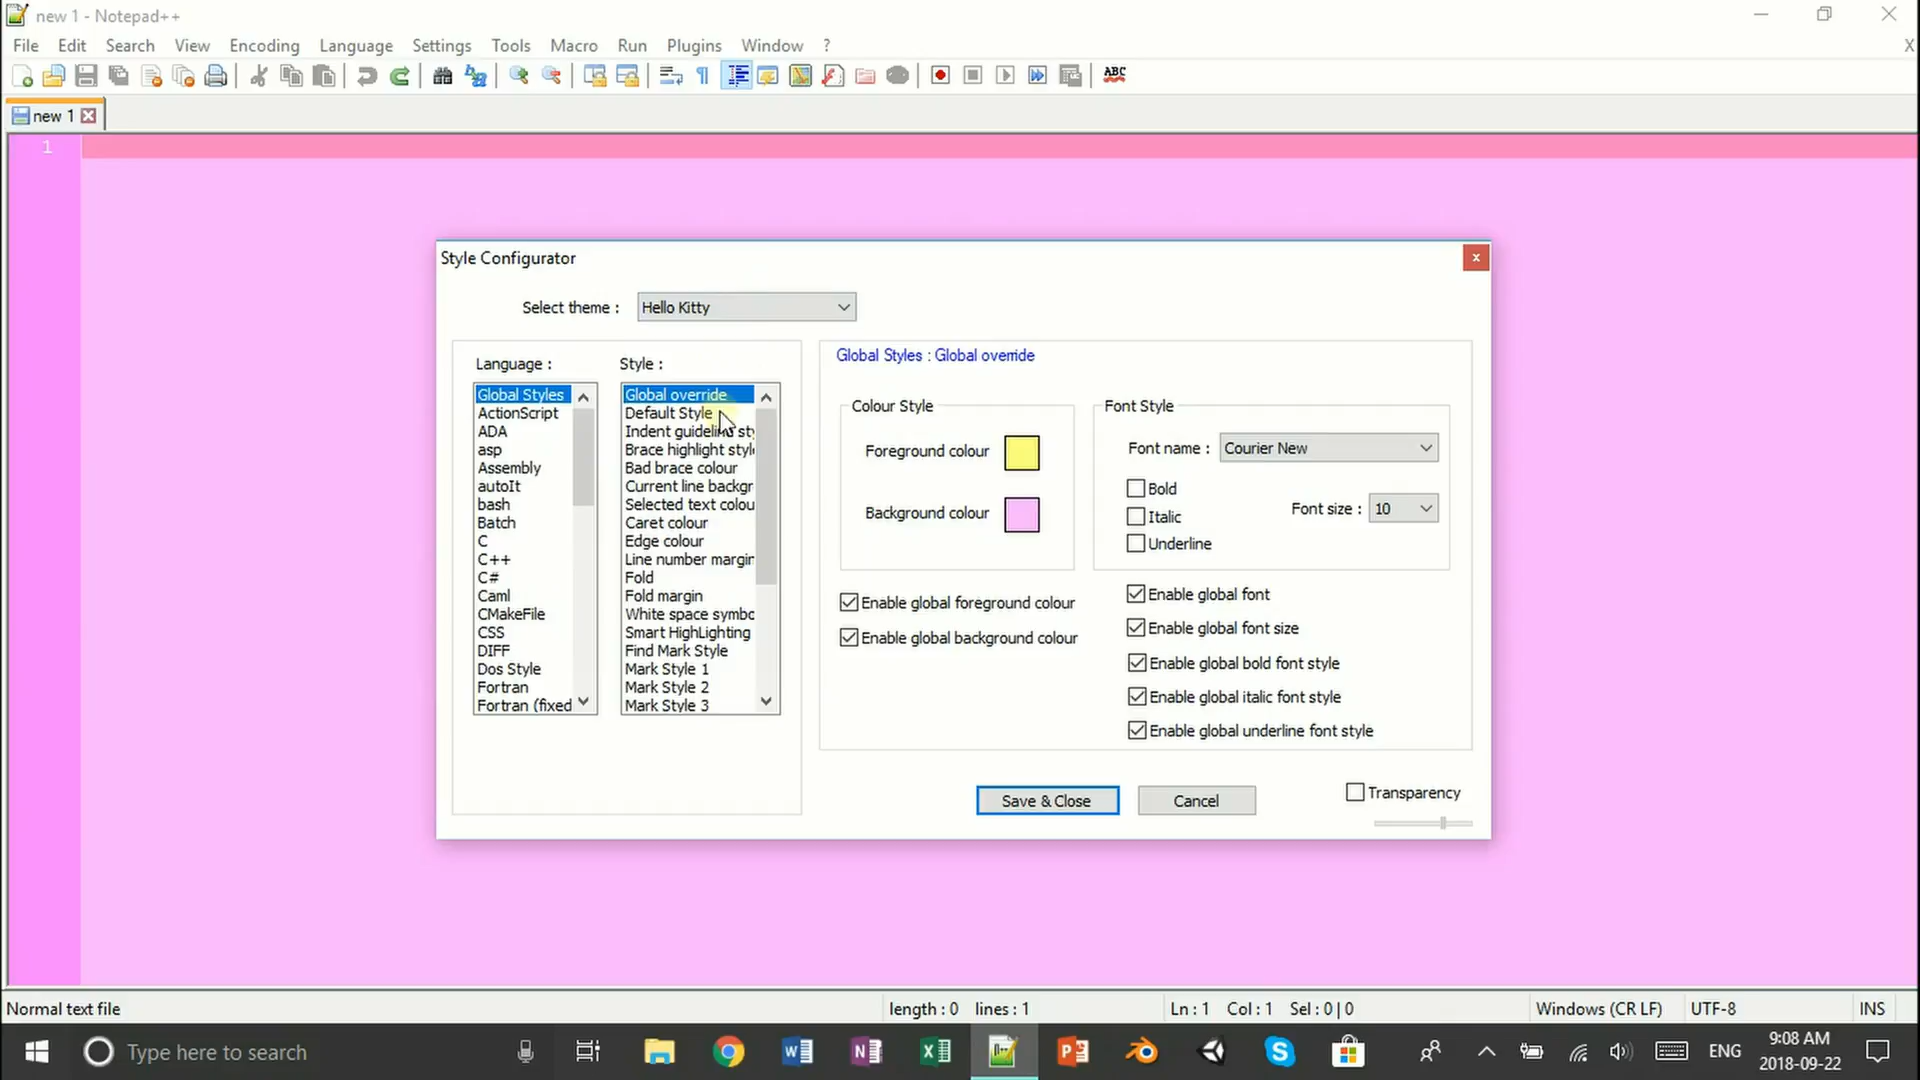 new 1 - Notepad++
File Edit Search View Encoding Language Settings Tools Macro Run Plugins Window ? X
ABC
new 1
1
Style Configurator
Select theme : Hello Kitty
Language : Style :
Global Styles : Global override
Global Styles
ActionScript
ADA
asp
Assembly
autoIt
bash
Batch
C
C++
C#
Caml
CMakeFile
CSS
DIFF
Dos Style
Fortran
Fortran (fixed
Global override
Default Style
Indent guideline sty
Brace highlight style
Bad brace colour
Current line backgr
Selected text colou
Caret colour
Edge colour
Line number margin
Fold
Fold margin
White space symbo
Smart HighLighting
Find Mark Style
Mark Style 1
Mark Style 2
Mark Style 3
Colour Style
Foreground colour
Background colour
Enable global foreground colour
Enable global background colour
Font Style
Font name : Courier New
Bold
Italic
Underline
Font size : 10
Enable global font
Enable global font size
Enable global bold font style
Enable global italic font style
Enable global underline font style
Save & Close Cancel Transparency
Normal text file length : 0 lines : 1 Ln : 1 Col : 1 Sel : 0 | 0 Windows (CR LF) UTF-8 INS
Type here to search
ENG
9:08 AM
2018-09-22